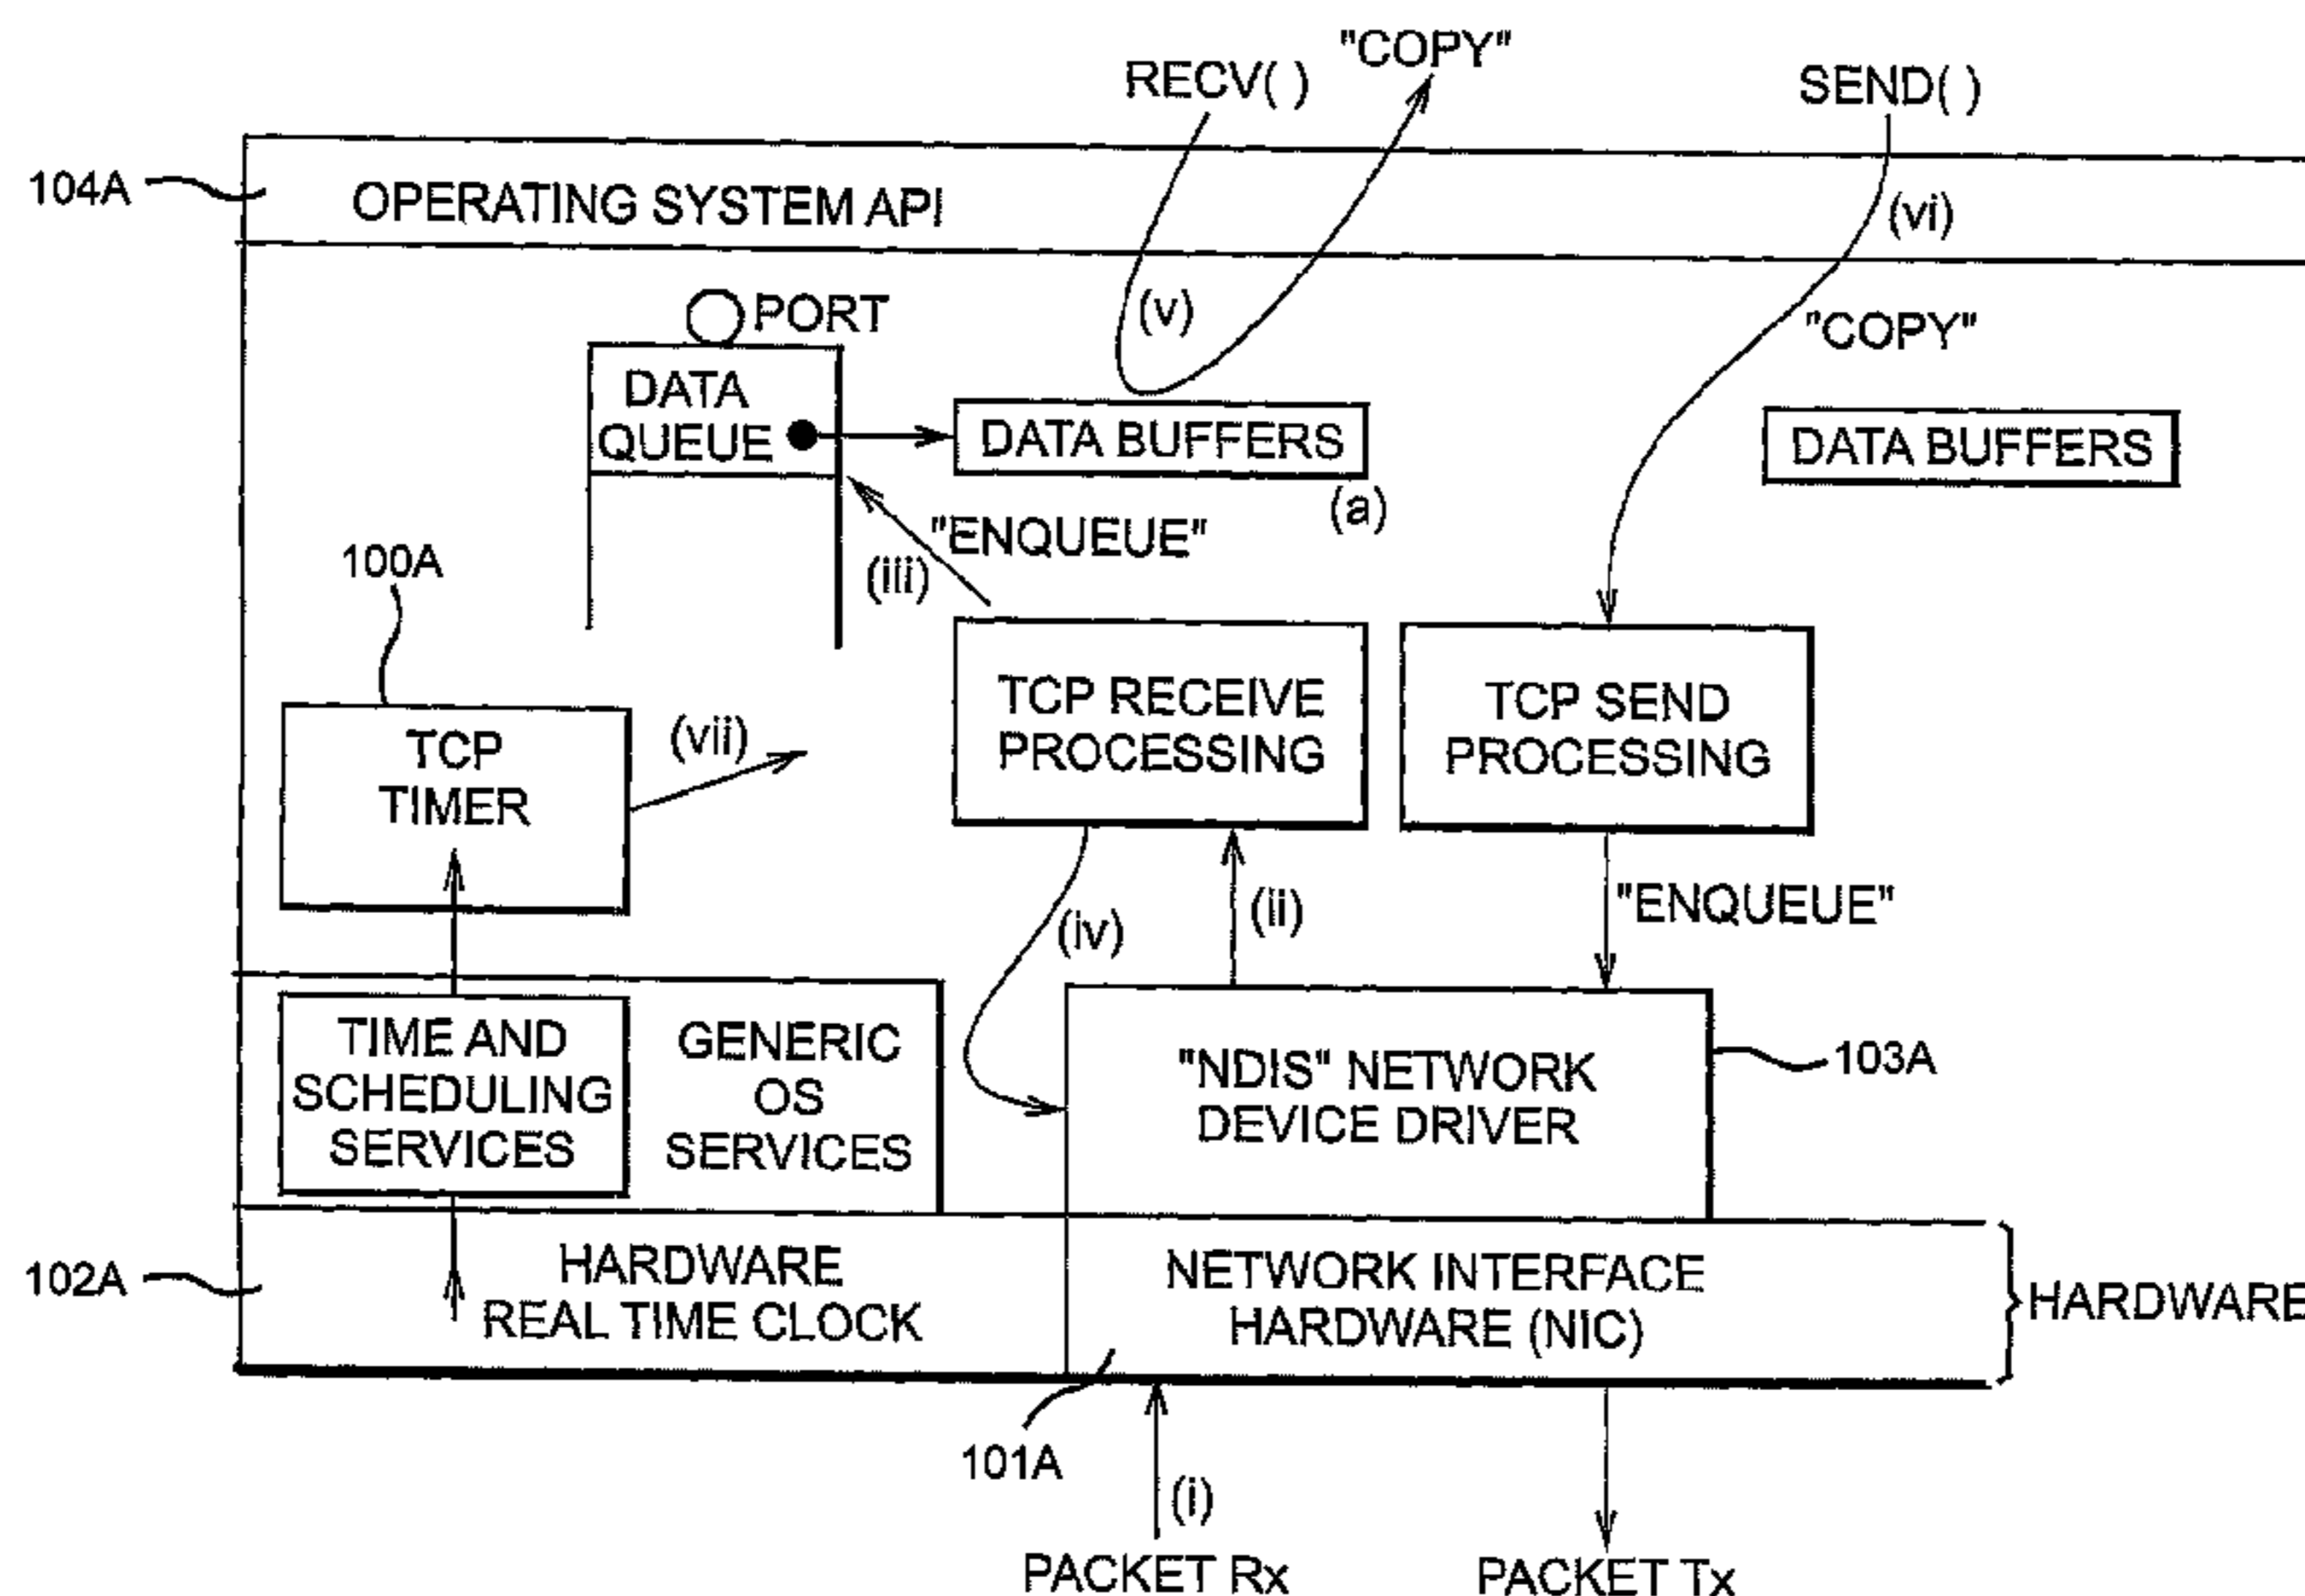 "COPY"
RECV( )
SEND( )
104A
OPERATING SYSTEM API
(vi)
(v)
PORT
"COPY"
DATA
QUEUE
DATA BUFFERS
DATA BUFFERS
(a)
"ENQUEUE"
(iii)
100A
TCP
TIMER
(vii)
TCP RECEIVE
PROCESSING
TCP SEND
PROCESSING
(iv)
(ii)
"ENQUEUE"
TIME AND
SCHEDULING
SERVICES
GENERIC
OS
SERVICES
"NDIS" NETWORK
DEVICE DRIVER
103A
102A
HARDWARE
REAL TIME CLOCK
NETWORK INTERFACE
HARDWARE (NIC)
HARDWARE
101A
(i)
PACKET Rx
PACKET Tx